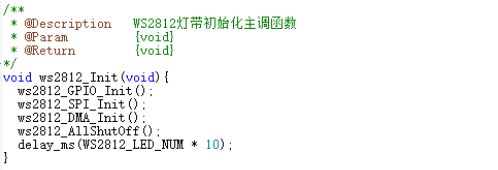 /**
 * @Description   WS2812灯带初始化主调函数
 * @Param         {void}
 * @Return        {void}
*/
void ws2812_Init(void){
  ws2812_GPIO_Init();
  ws2812_SPI_Init();
  ws2812_DMA_Init();
  ws2812_AllShutOff();
  delay_ms(WS2812_LED_NUM * 10);
}